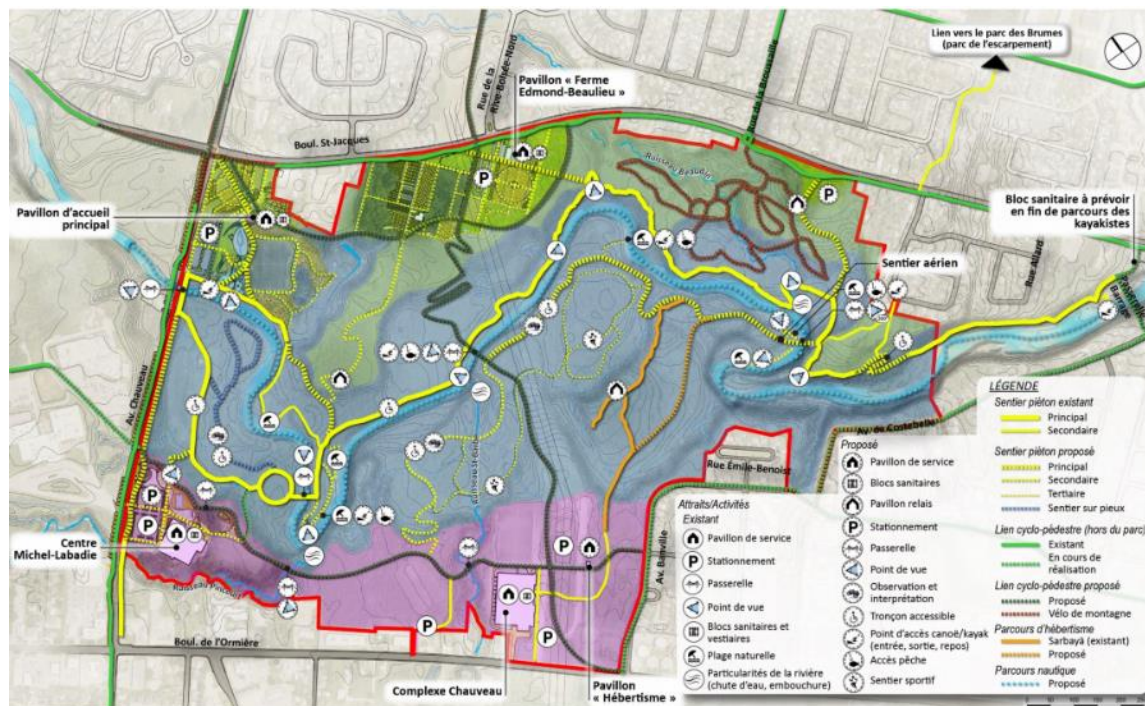 Lien vers le parc des Brumes
(parc de l'escarpement)
Rue de la
Rive-Boisée-Nord
Pavillon « Ferme
Edmond-Beaulieu »
Boul. St-Jacques
Ruisseau Beaudin
Pavillon d'accueil
principal
Bloc sanitaire à prévoir
en fin de parcours des
kayakistes
Rue Allard
Sentier aérien
Barrage
Av. Chauveau
Av. de Costebelle
Rue Émile-Benoist
Av. Banville
Centre
Michel-Labadie
Boul. de l'Ormière
Complexe Chauveau
Pavillon
« Hébertisme »
P
P
P
P
P
P
P
P
P
LÉGENDE
Sentier piéton existant
Principal
Secondaire
Sentier piéton proposé
Principal
Secondaire
Tertiaire
Sentier sur pieux
Lien cyclo-pédestre (hors du parc)
Existant
En cours de
réalisation
Lien cyclo-pédestre proposé
Proposé
Vélo de montagne
Parcours d'hébertisme
Sarbayä (existant)
Proposé
Parcours nautique
Proposé
Attraits/Activités
Existant
Pavillon de service
P Stationnement
Passerelle
Point de vue
Blocs sanitaires et
vestiaires
Plage naturelle
Particularités de la rivière
(chute d'eau, embouchure)
Proposé
Pavillon de service
Blocs sanitaires
Pavillon relais
P Stationnement
Passerelle
Point de vue
Observation et
interprétation
Tronçon accessible
Point d'accès canoë/kayak
(entrée, sortie, repos)
Accès pêche
Sentier sportif